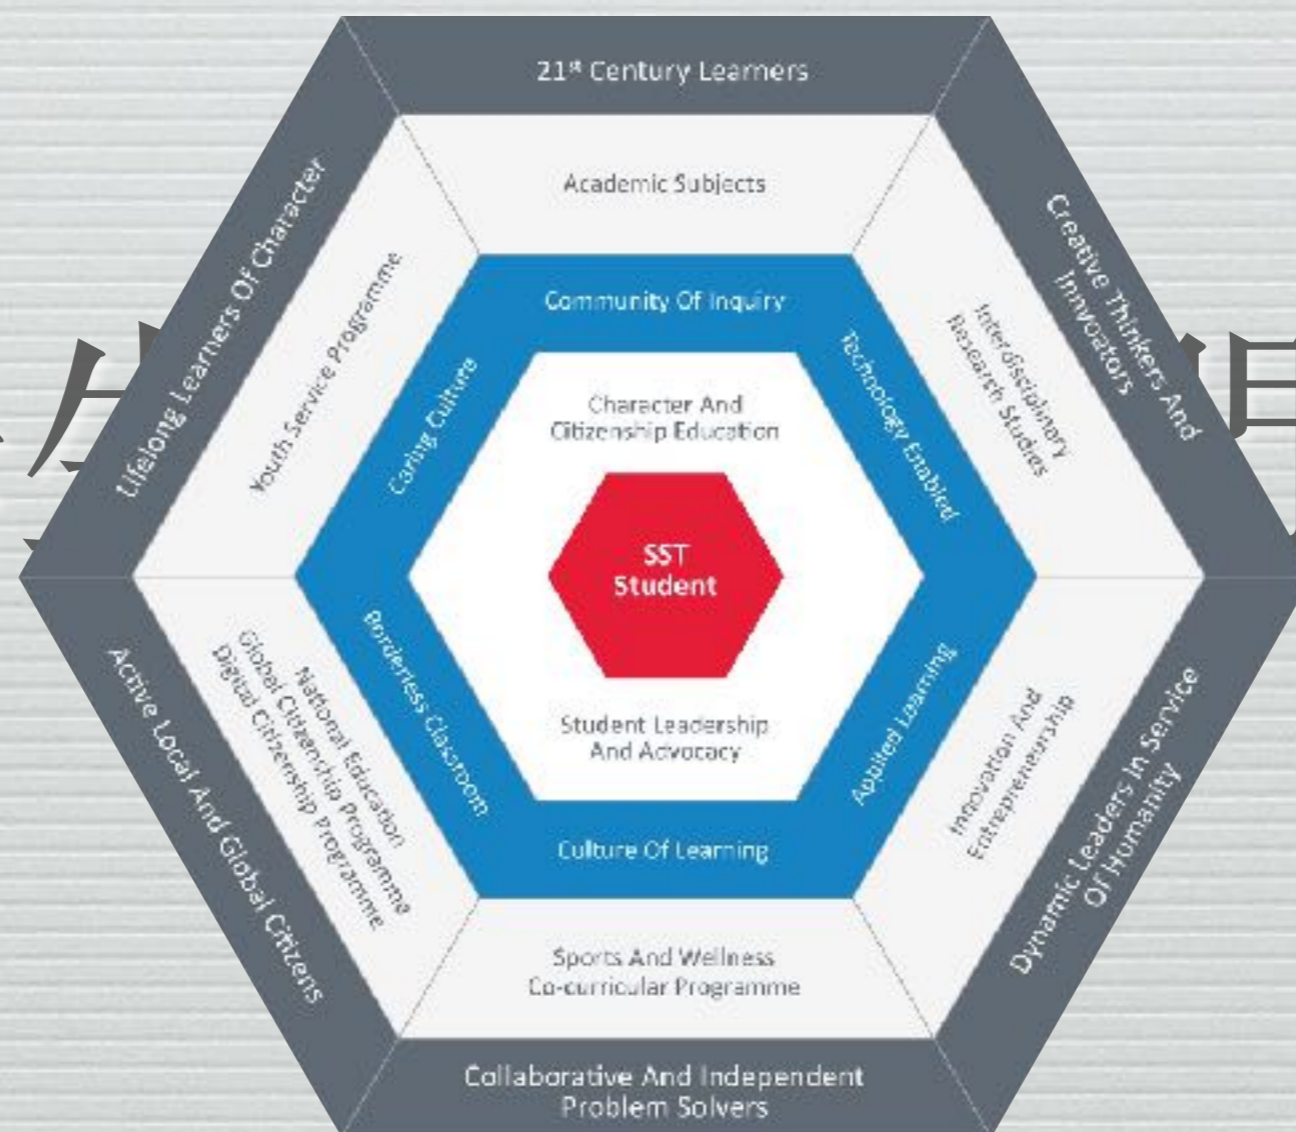 21st Century Learners
Academic Subjects
Community Of Inquiry
Character And
Citizenship Education
SST
Student
Student Leadership
And Advocacy
Culture Of Learning
Sports And Wellness
Co-curricular Programme
Collaborative And Independent
Problem Solvers
Lifelong Learners Of Character
Youth Service Programme
Caring Culture
Technology Enabled
Interdisciplinary
Research Studies
Creative Thinkers And
Innvoators
Active Local And Global Citizens
National Education
Global Citizenship Programme
Digital Citizenship Programme
Borderless Classroom
Applied Learning
Innovation And
Entrepreneurship
Dynamic Leaders In Service
Of Humanity